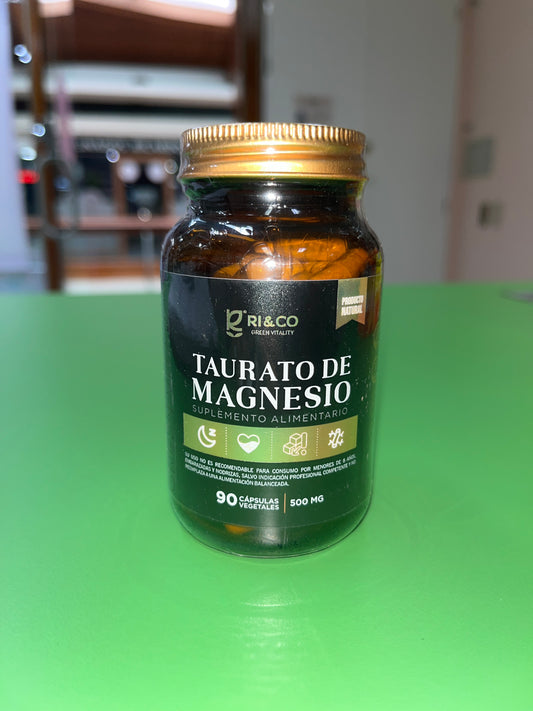 RI&CO
GREEN VITALITY
PRODUCTO
NATURAL
TAURATO DE
MAGNESIO
SUPLEMENTO ALIMENTARIO
SU USO NO ES RECOMENDABLE PARA CONSUMO POR MENORES DE 8 AÑOS,
EMBARAZADAS Y NODRIZAS, SALVO INDICACIÓN PROFESIONAL COMPETENTE Y NO
REEMPLAZA A UNA ALIMENTACIÓN BALANCEADA.
90 CÁPSULAS
VEGETALES
500 MG